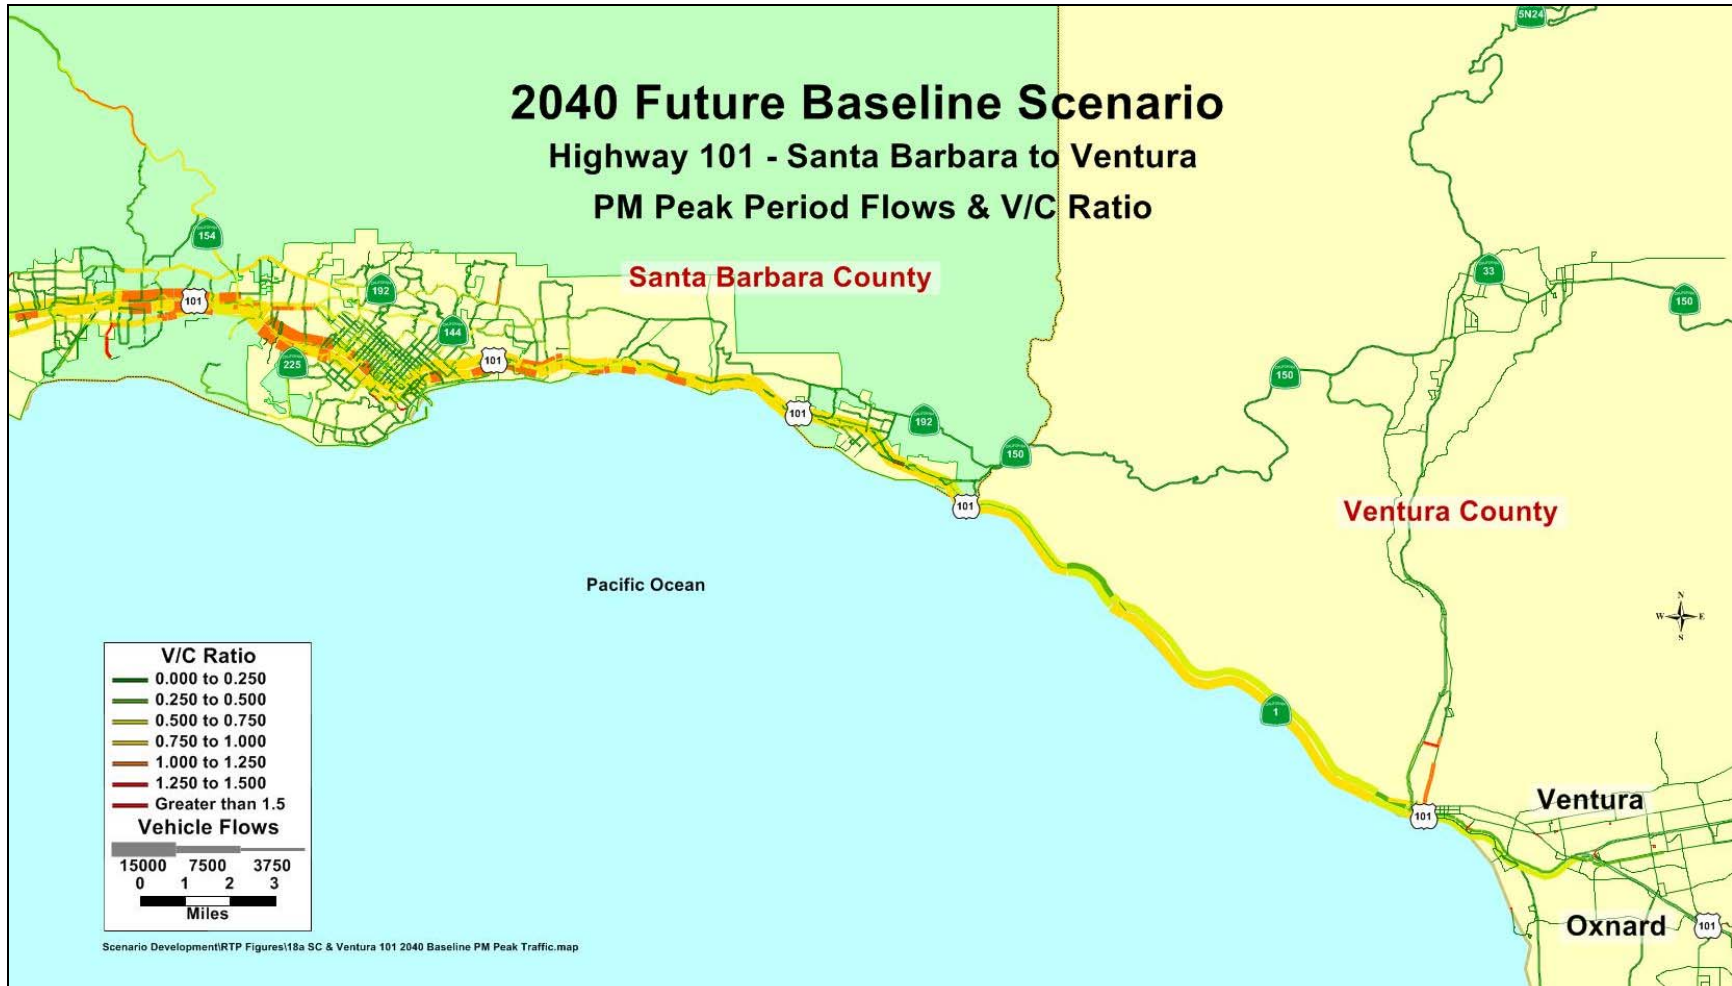 5N24
2040 Future Baseline Scenario
Highway 101 - Santa Barbara to Ventura
PM Peak Period Flows & V/C Ratio
154
Santa Barbara County
33
192
101
150
144
101
225
150
101
192
150
101
Ventura County
Pacific Ocean
N
W E
S
V/C Ratio
0.000 to 0.250
0.250 to 0.500
0.500 to 0.750
0.750 to 1.000
1.000 to 1.250
1.250 to 1.500
Greater than 1.5
Vehicle Flows
15000 7500 3750
0 1 2 3
Miles
1
Ventura
101
Oxnard
101
Scenario Development\RTP Figures\18a SC & Ventura 101 2040 Baseline PM Peak Traffic.map